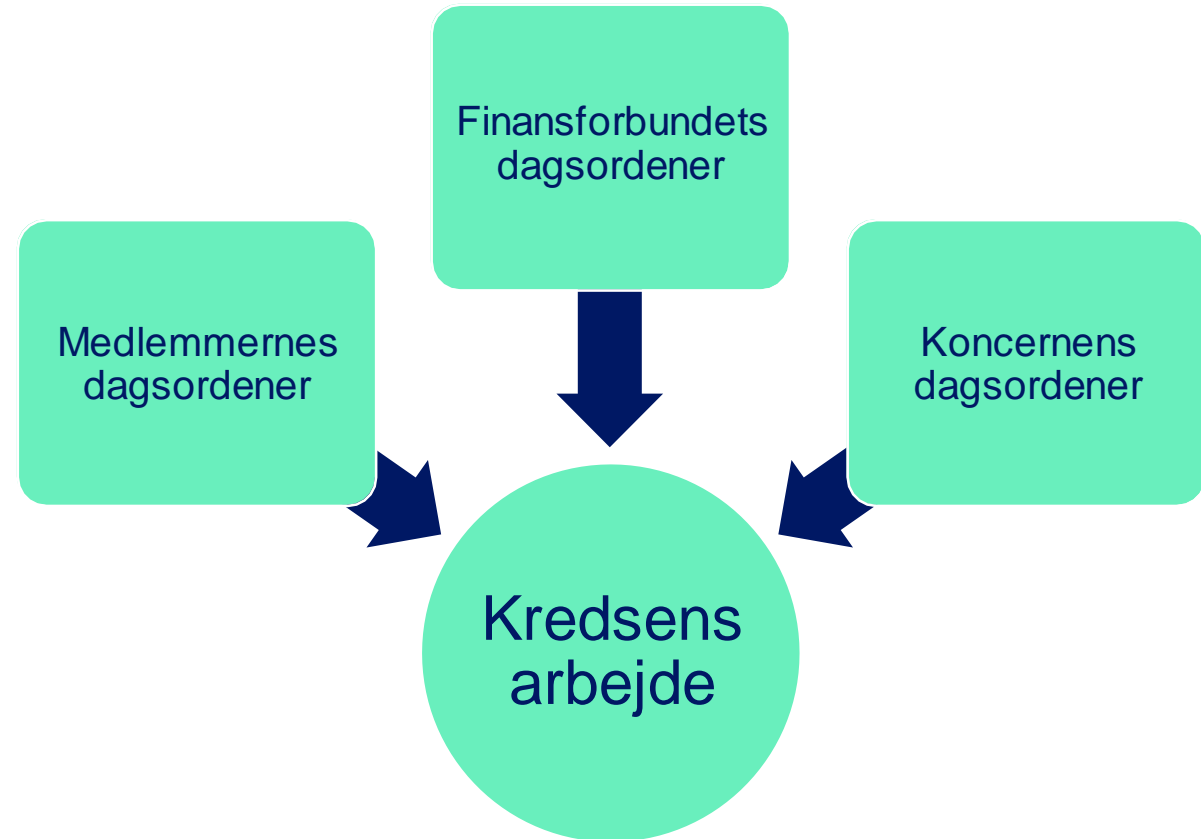 Finansforbundets
dagsordener
Medlemmernes
dagsordener
Koncernens
dagsordener
Kredsens
arbejde